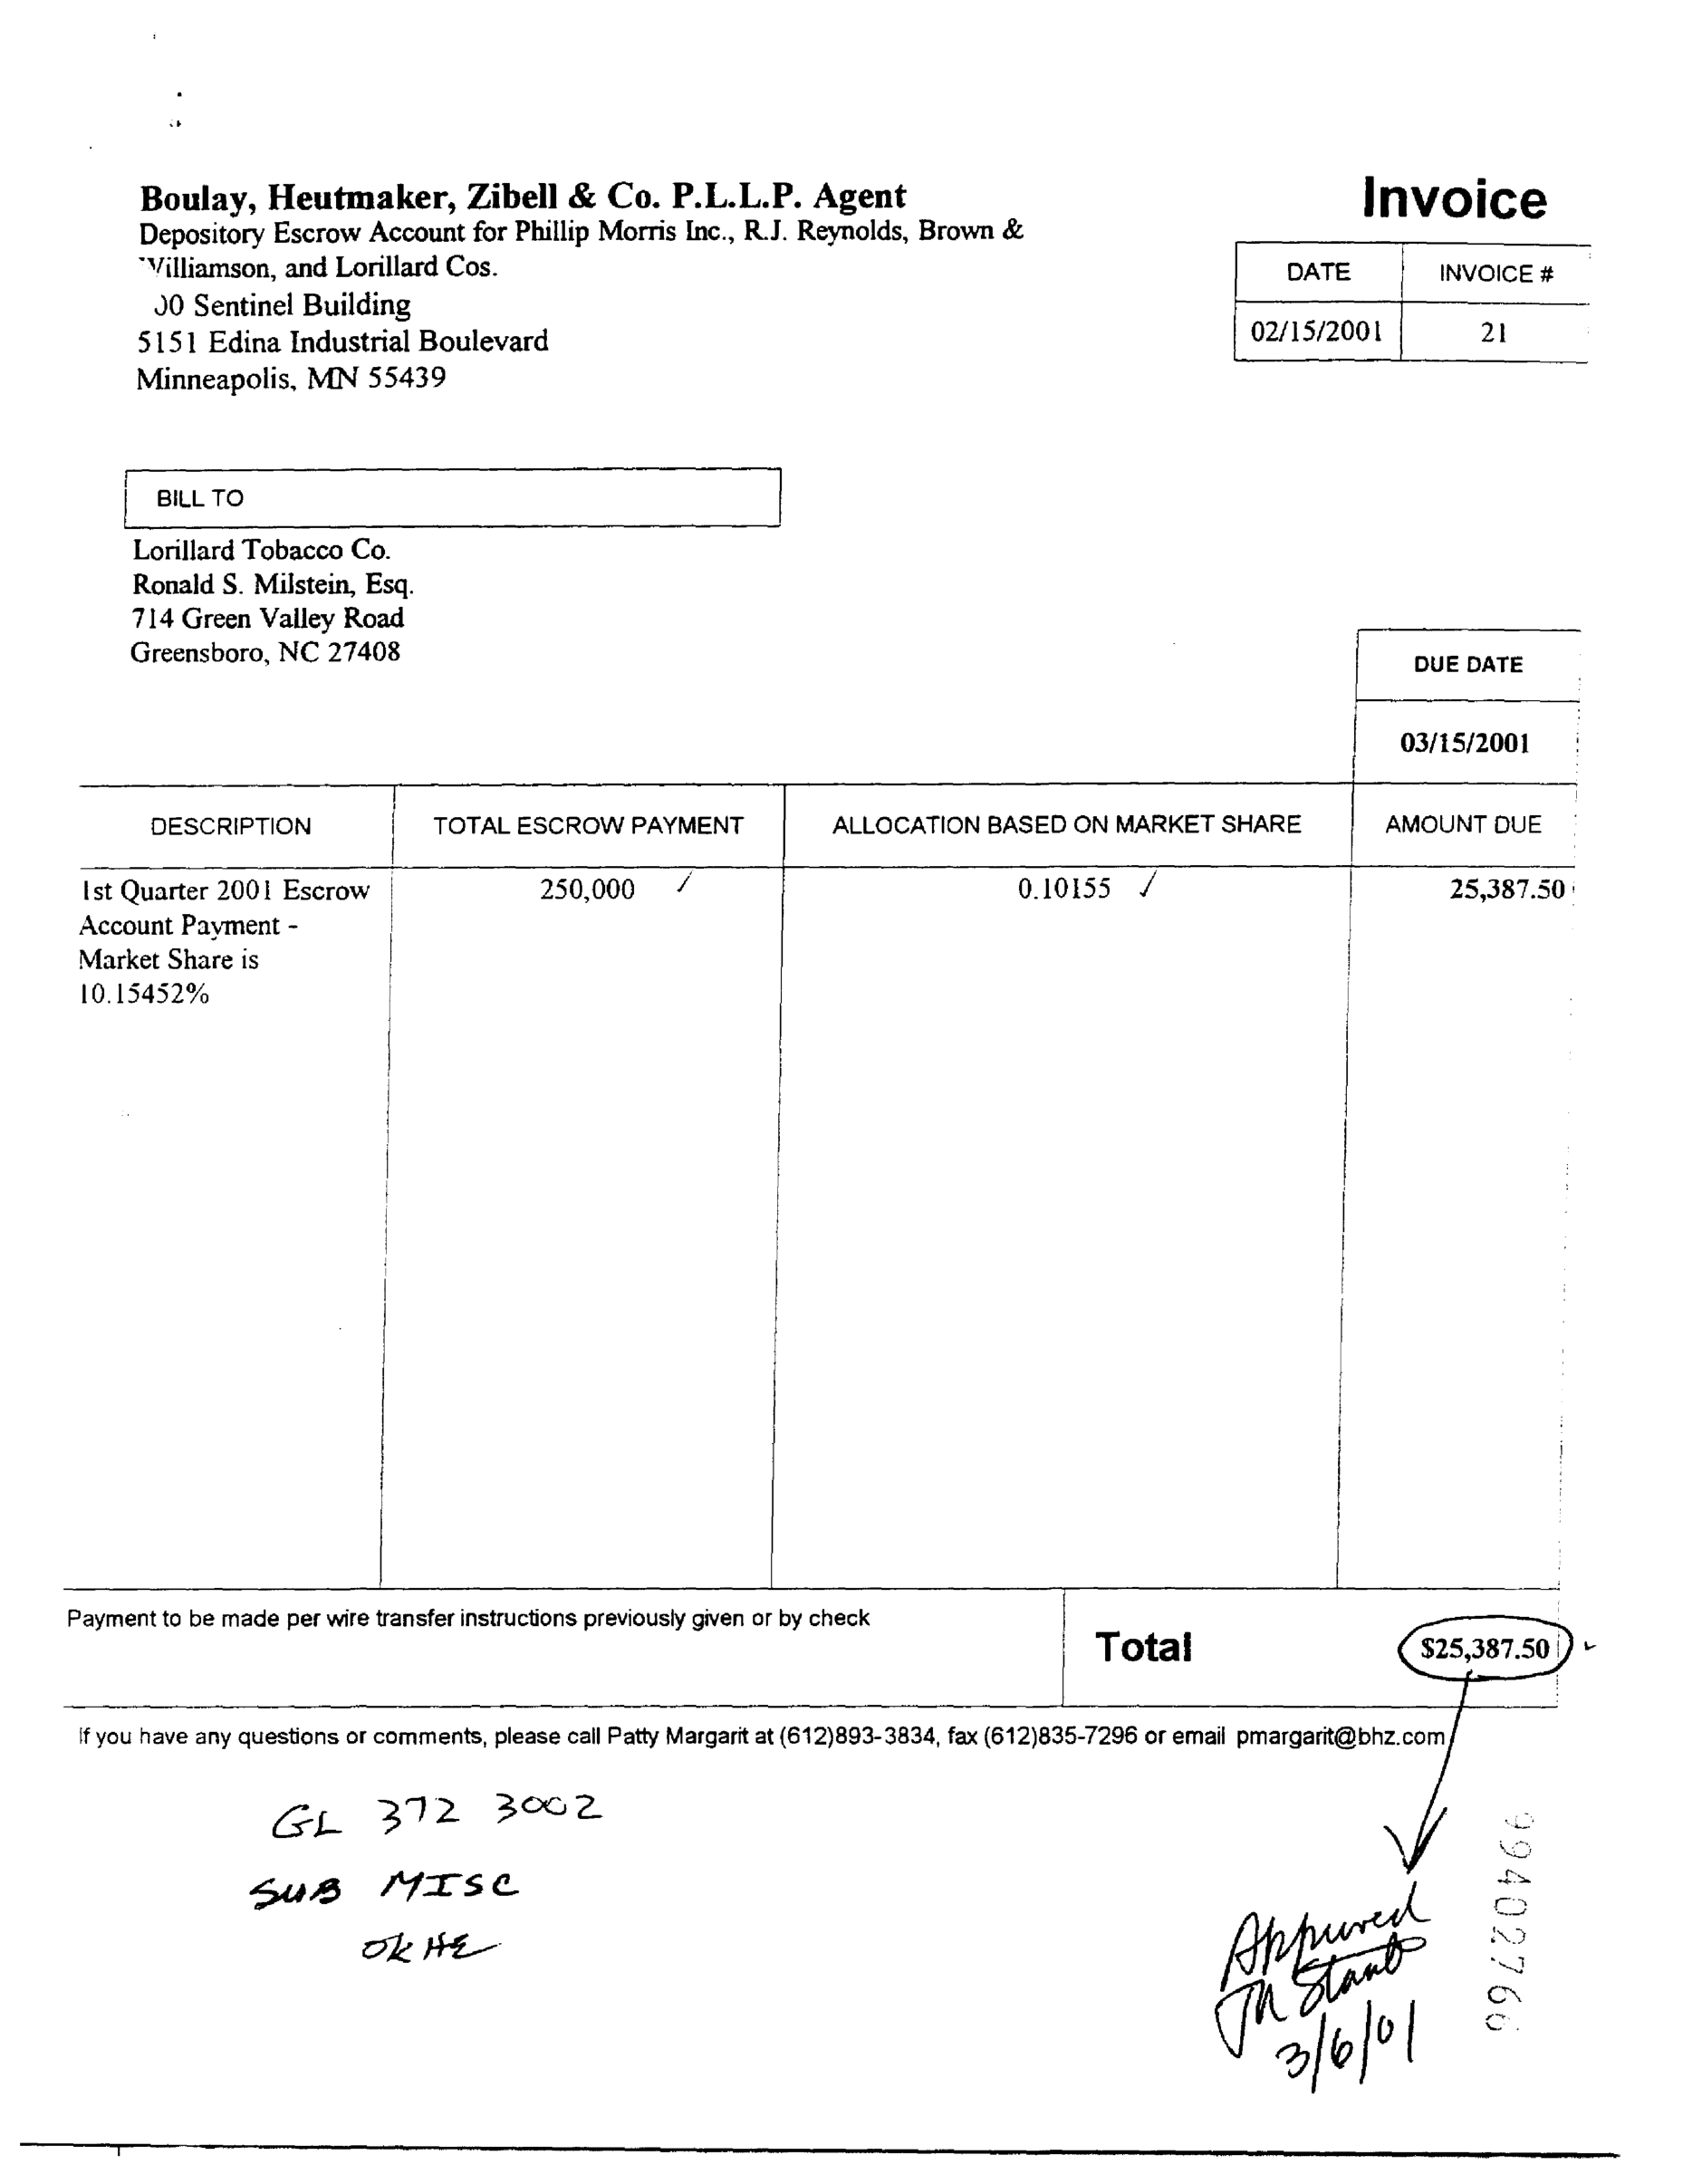 Boulay, Heutmaker, Zibell & Co. P.L.L.P. Agent
Depository Escrow Account for Phillip Morris Inc., R.J. Reynolds, Brown &
Williamson, and Lorillard Cos.
00 Sentinel Building
5151 Edina Industrial Boulevard
Minneapolis, MN 55439
Invoice
DATE INVOICE #
02/15/2001 21
BILL TO
Lorillard Tobacco Co.
Ronald S. Milstein, Esq.
714 Green Valley Road
Greensboro, NC 27408
DUE DATE
03/15/2001
DESCRIPTION TOTAL ESCROW PAYMENT ALLOCATION BASED ON MARKET SHARE AMOUNT DUE
1st Quarter 2001 Escrow 250,000 ✓ 0.10155 ✓ 25,387.50
Account Payment -
Market Share is
10.15452%
Payment to be made per wire transfer instructions previously given or by check
Total $25,387.50 ✓
If you have any questions or comments, please call Patty Margarit at (612)893-3834, fax (612)835-7296 or email pmargarit@bhz.com
GL 372 3002
SUB MISC
OK HE
Approved
3/6/01
99402766